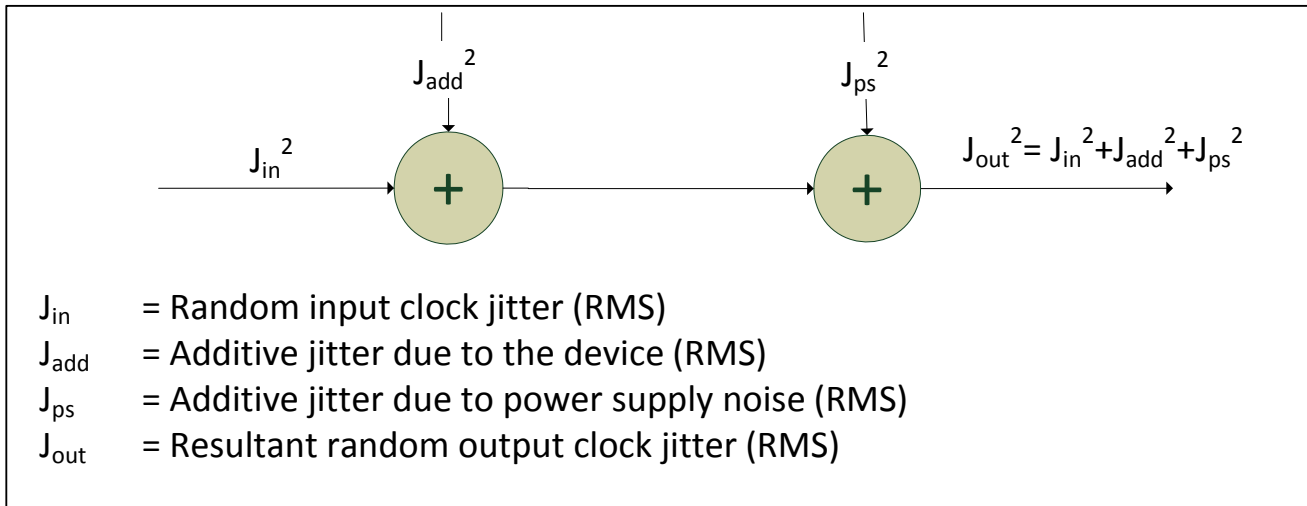 J_add^2
J_ps^2
J_in^2
J_out^2= J_in^2+J_add^2+J_ps^2
+
+
J_in = Random input clock jitter (RMS)
J_add = Additive jitter due to the device (RMS)
J_ps = Additive jitter due to power supply noise (RMS)
J_out = Resultant random output clock jitter (RMS)